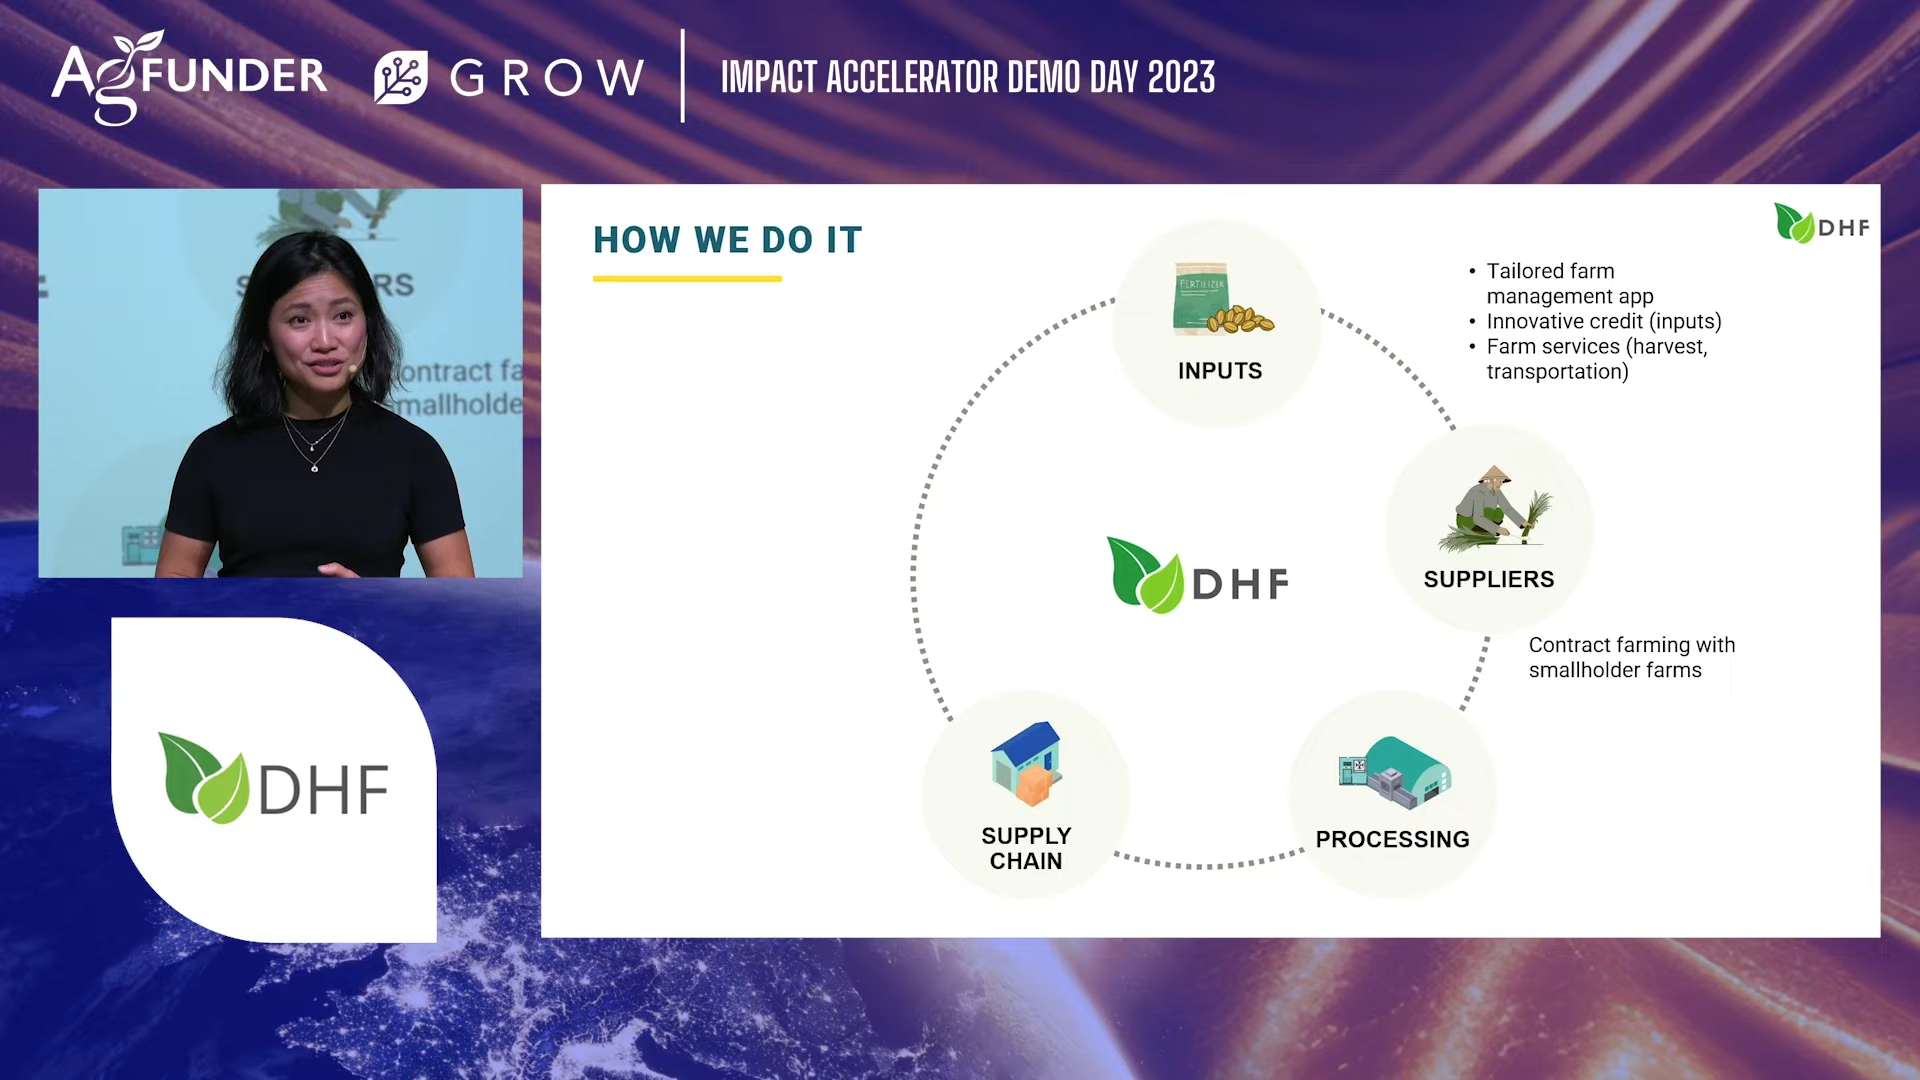 AgFUNDER
GROW
IMPACT ACCELERATOR DEMO DAY 2023
RS
ontract fa
mallholde
DHF
HOW WE DO IT
DHF
FERTILIZER
INPUTS
• Tailored farm
management app
• Innovative credit (inputs)
• Farm services (harvest,
transportation)
SUPPLIERS
DHF
Contract farming with
smallholder farms
SUPPLY
CHAIN
PROCESSING